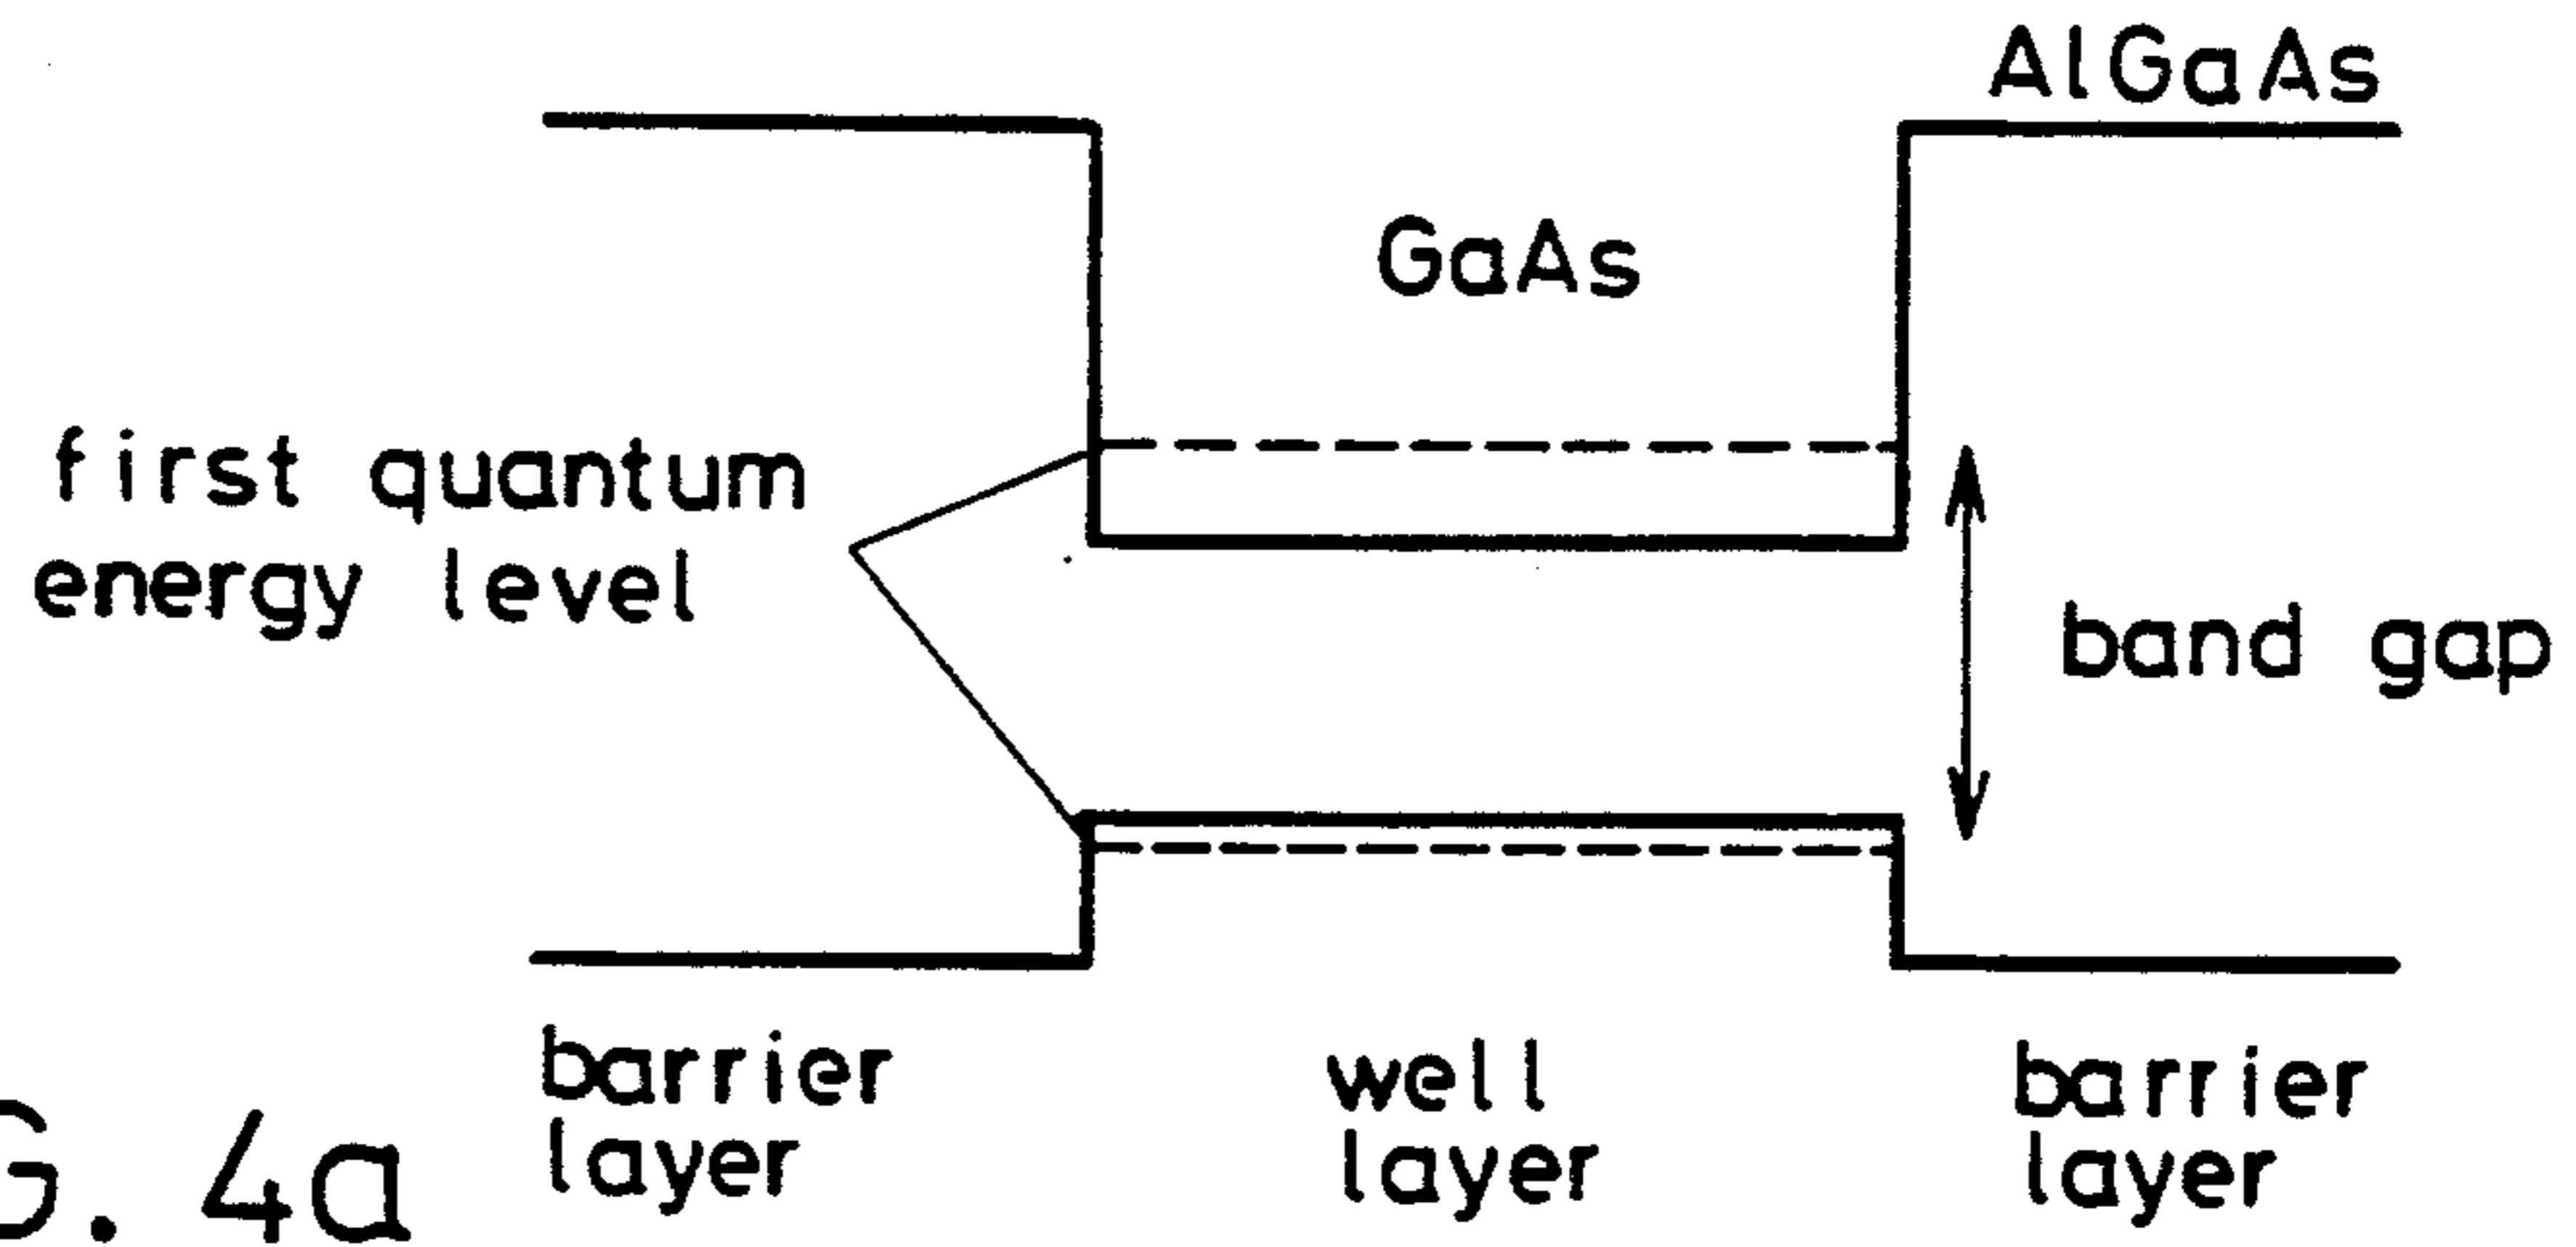 AlGaAs
GaAs
first quantum
energy level
band gap
barrier
layer
well
layer
barrier
layer
G. 4a